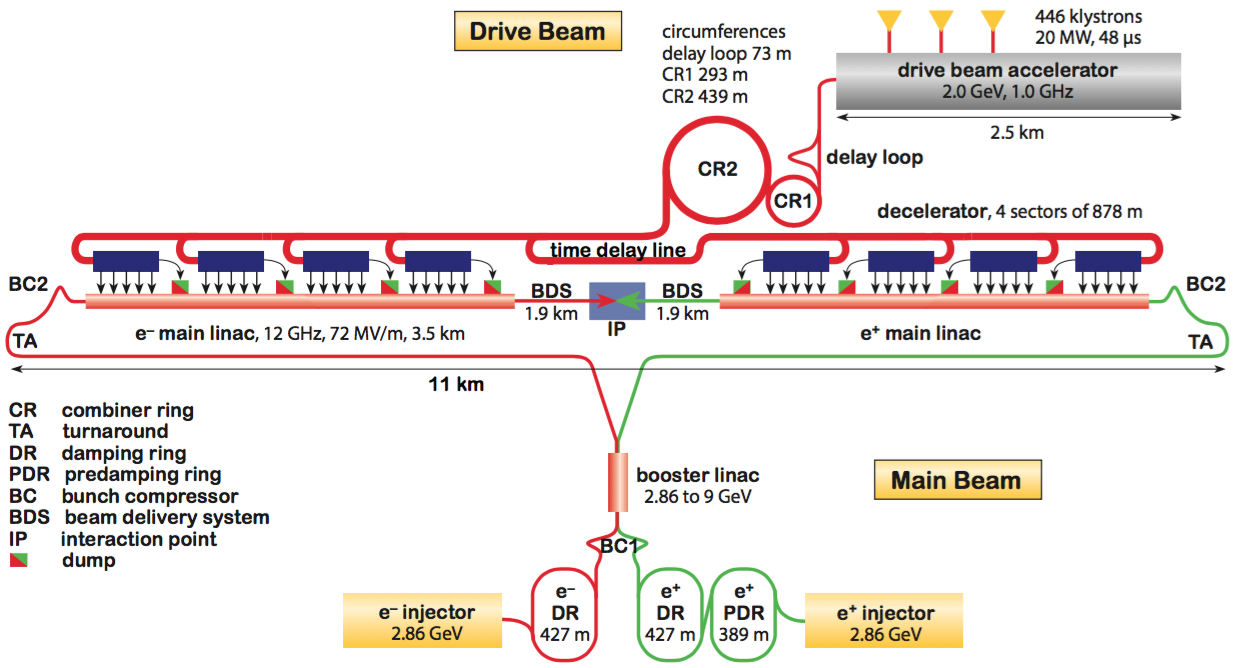 Drive Beam
circumferences
delay loop 73 m
CR1 293 m
CR2 439 m
446 klystrons
20 MW, 48 µs
drive beam accelerator
2.0 GeV, 1.0 GHz
2.5 km
delay loop
CR2
CR1
decelerator, 4 sectors of 878 m
time delay line
BC2
BDS
1.9 km
IP
BDS
1.9 km
BC2
TA
e– main linac, 12 GHz, 72 MV/m, 3.5 km
e+ main linac
TA
11 km
CR combiner ring
TA turnaround
DR damping ring
PDR predamping ring
BC bunch compressor
BDS beam delivery system
IP interaction point
dump
booster linac
2.86 to 9 GeV
Main Beam
BC1
e– injector
2.86 GeV
e–
DR
427 m
e+
DR
427 m
e+
PDR
389 m
e+ injector
2.86 GeV